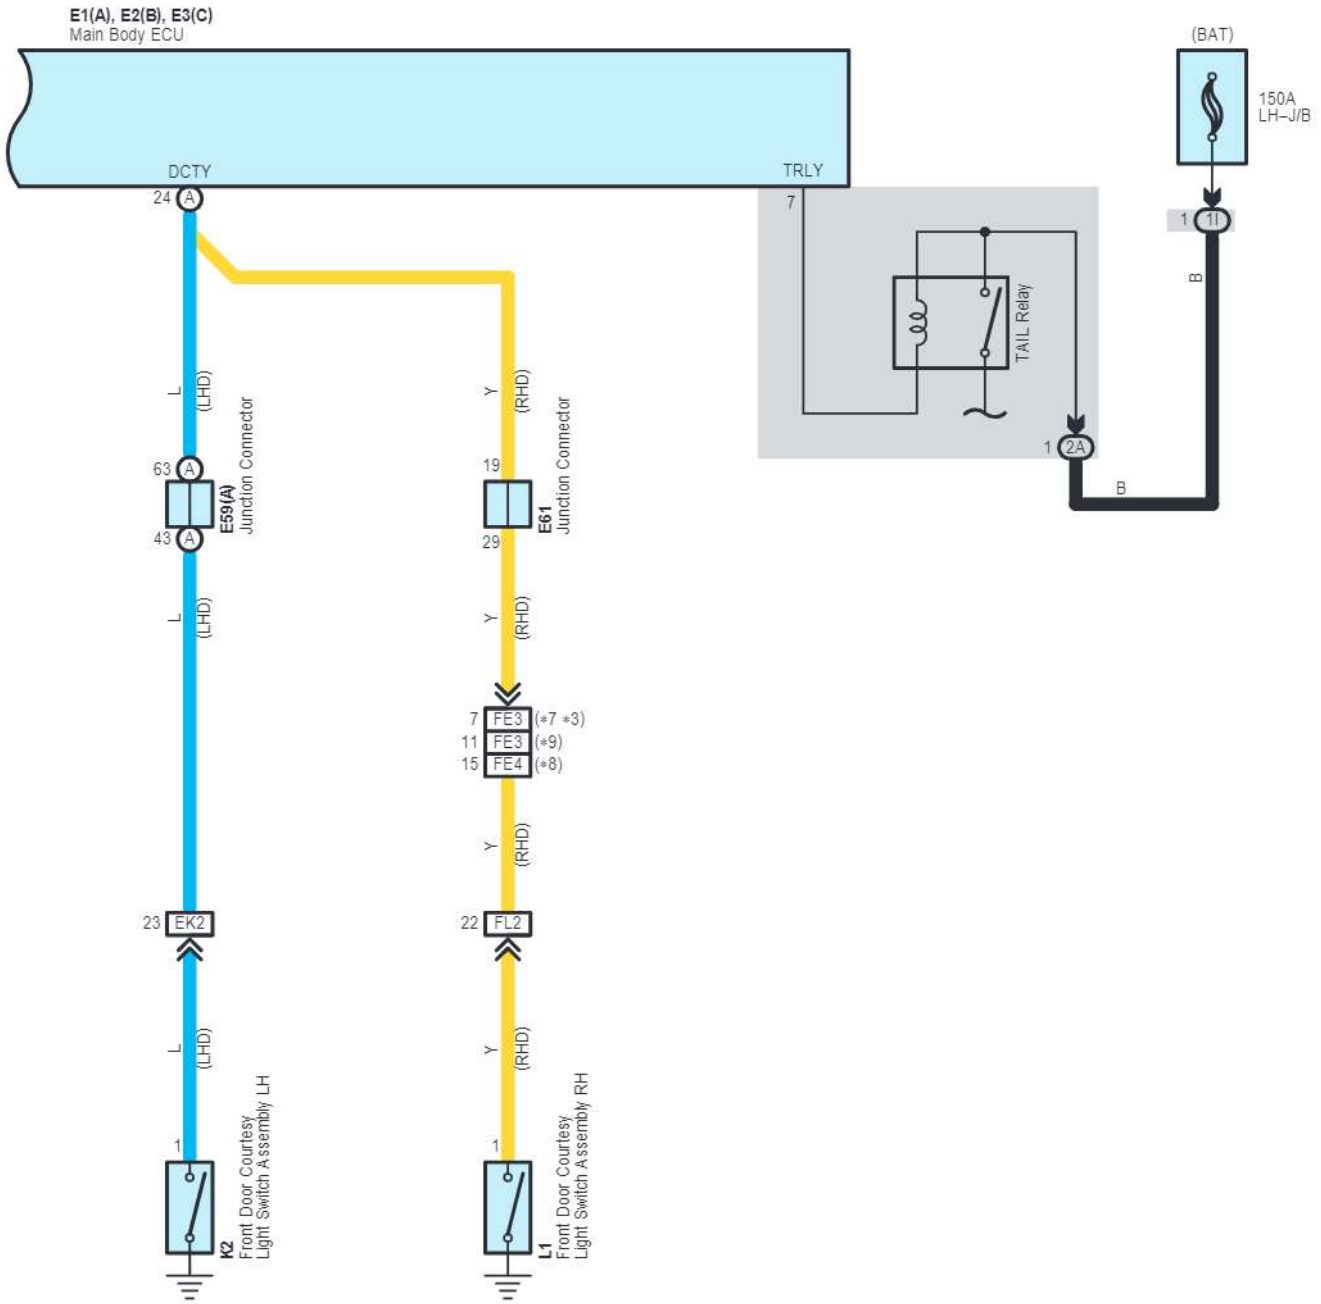 E1(A), E2(B), E3(C)
Main Body ECU
(BAT)
150A
LH–J/B
DCTY
TRLY
24 A
7
1 1I
B
TAIL Relay
L
(LHD)
Y
(RHD)
1 2A
B
63 A
43 A
E59(A)
Junction Connector
19
29
E61
Junction Connector
L
(LHD)
Y
(RHD)
7 FE3 (*7 *3)
11 FE3 (*9)
15 FE4 (*8)
Y
(RHD)
23 EK2
22 FL2
L
(LHD)
Y
(RHD)
1
K2
Front Door Courtesy
Light Switch Assembly LH
1
L1
Front Door Courtesy
Light Switch Assembly RH